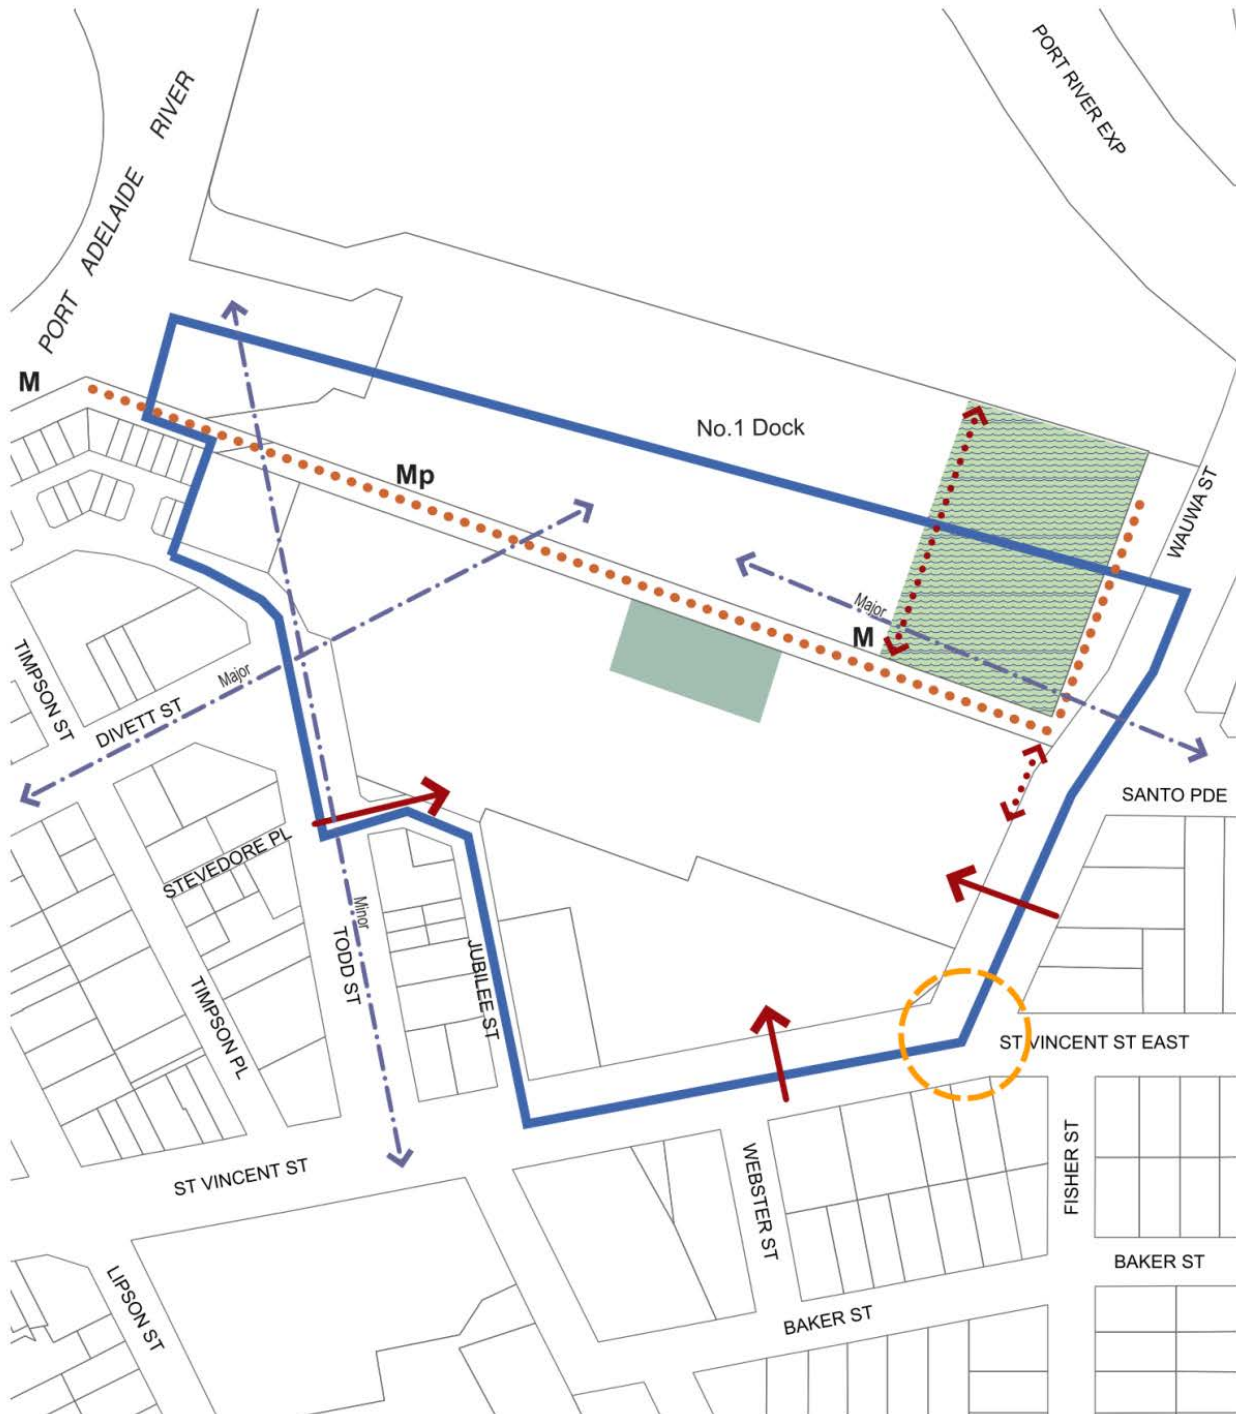 PORT RIVER EXP
PORT ADELAIDE RIVER
M
No.1 Dock
Mp
WAUWA ST
Major
M
TIMPSON ST
Major
DIVETT ST
SANTO PDE
STEVEDORE PL
Minor
TODD ST
JUBILEE ST
TIMPSON PL
ST VINCENT ST EAST
ST VINCENT ST
WEBSTER ST
FISHER ST
BAKER ST
LIPSON ST
BAKER ST